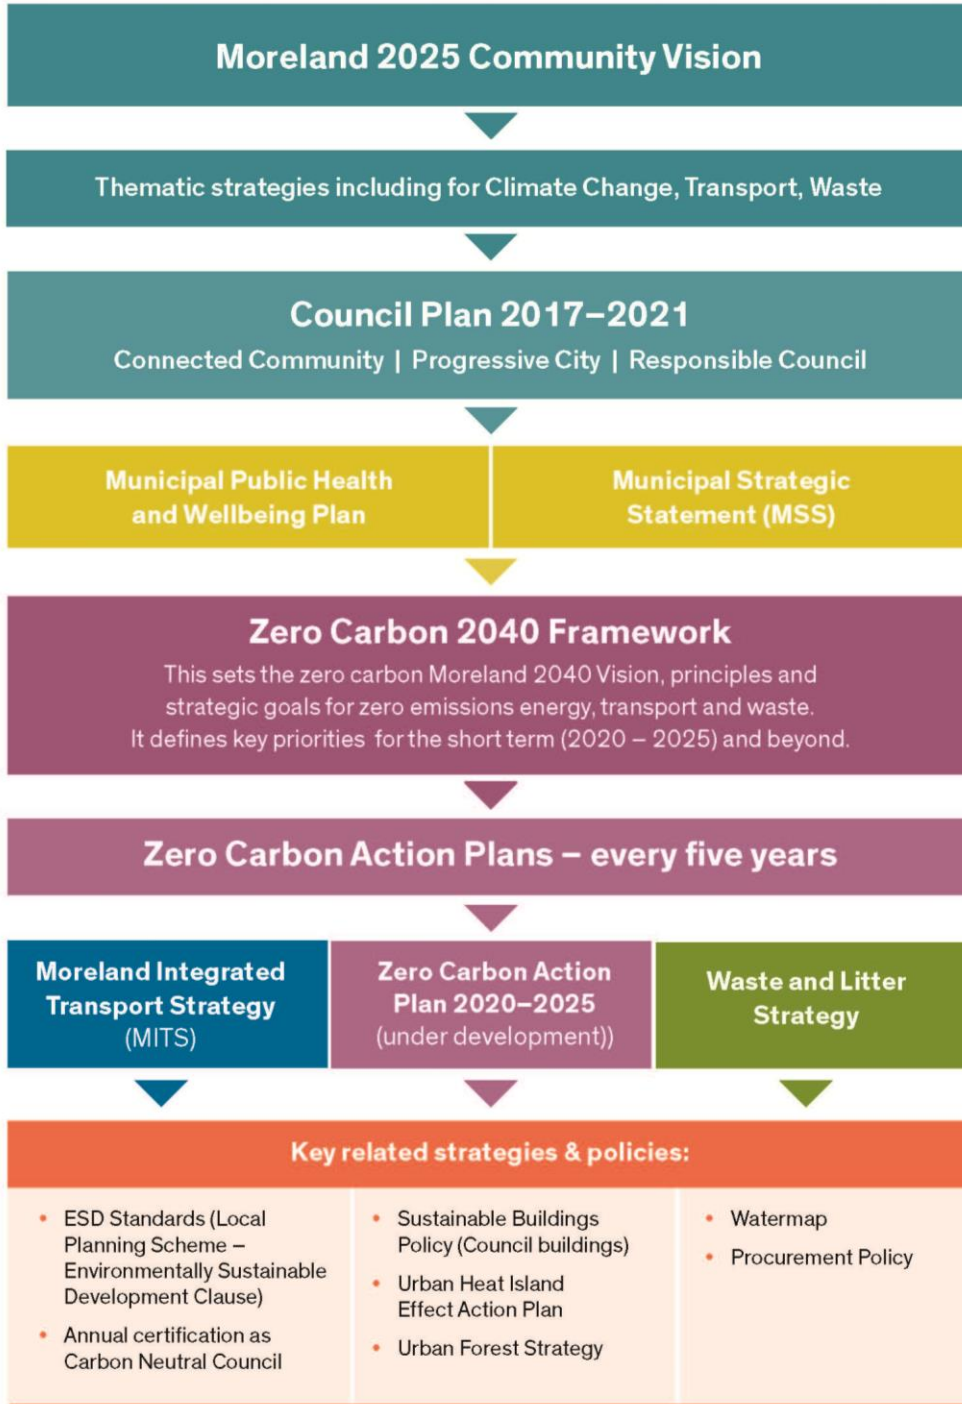 Moreland 2025 Community Vision
Thematic strategies including for Climate Change, Transport, Waste
Council Plan 2017–2021
Connected Community | Progressive City | Responsible Council
Municipal Public Health
and Wellbeing Plan
Municipal Strategic
Statement (MSS)
Zero Carbon 2040 Framework
This sets the zero carbon Moreland 2040 Vision, principles and
strategic goals for zero emissions energy, transport and waste.
It defines key priorities for the short term (2020 – 2025) and beyond.
Zero Carbon Action Plans – every five years
Moreland Integrated
Transport Strategy
(MITS)
Zero Carbon Action
Plan 2020–2025
(under development))
Waste and Litter
Strategy
Key related strategies & policies:
• ESD Standards (Local
Planning Scheme –
Environmentally Sustainable
Development Clause)
• Annual certification as
Carbon Neutral Council
• Sustainable Buildings
Policy (Council buildings)
• Urban Heat Island
Effect Action Plan
• Urban Forest Strategy
• Watermap
• Procurement Policy